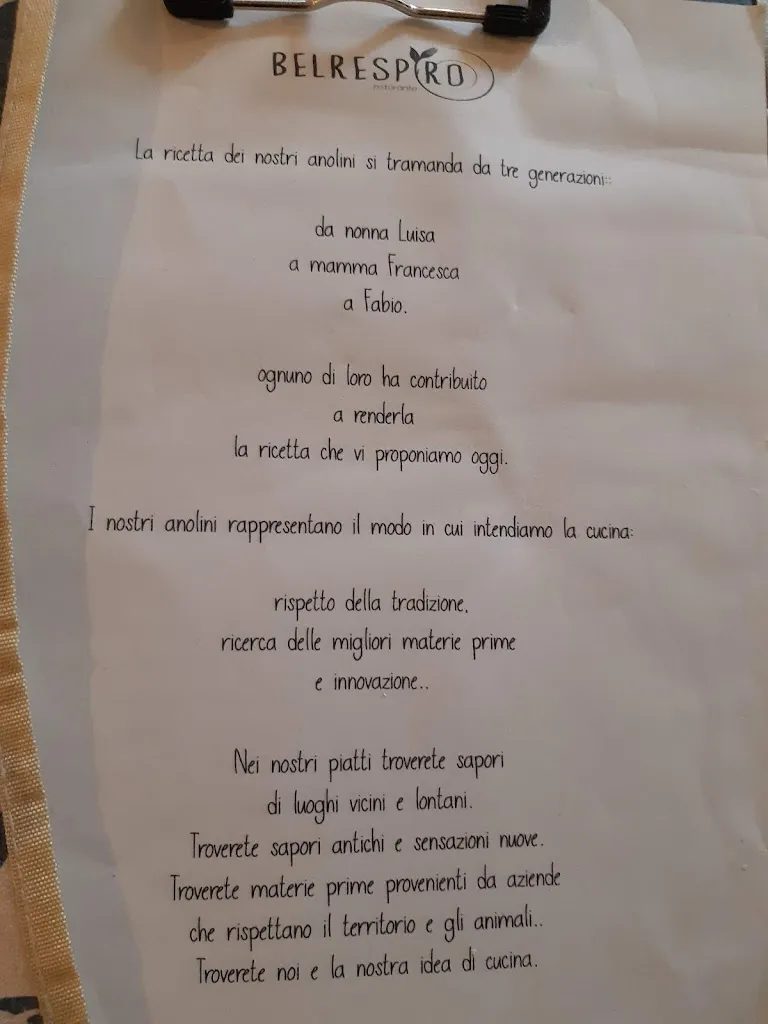 BELRESPIRO
ristorante
La ricetta dei nostri anolini si tramanda da tre generazioni::
da nonna Luisa
a mamma Francesca
a Fabio.
ognuno di loro ha contribuito
a renderla
la ricetta che vi proponiamo oggi.
I nostri anolini rappresentano il modo in cui intendiamo la cucina:
rispetto della tradizione,
ricerca delle migliori materie prime
e innovazione..
Nei nostri piatti troverete sapori
di luoghi vicini e lontani.
Troverete sapori antichi e sensazioni nuove.
Troverete materie prime provenienti da aziende
che rispettano il territorio e gli animali..
Troverete noi e la nostra idea di cucina.